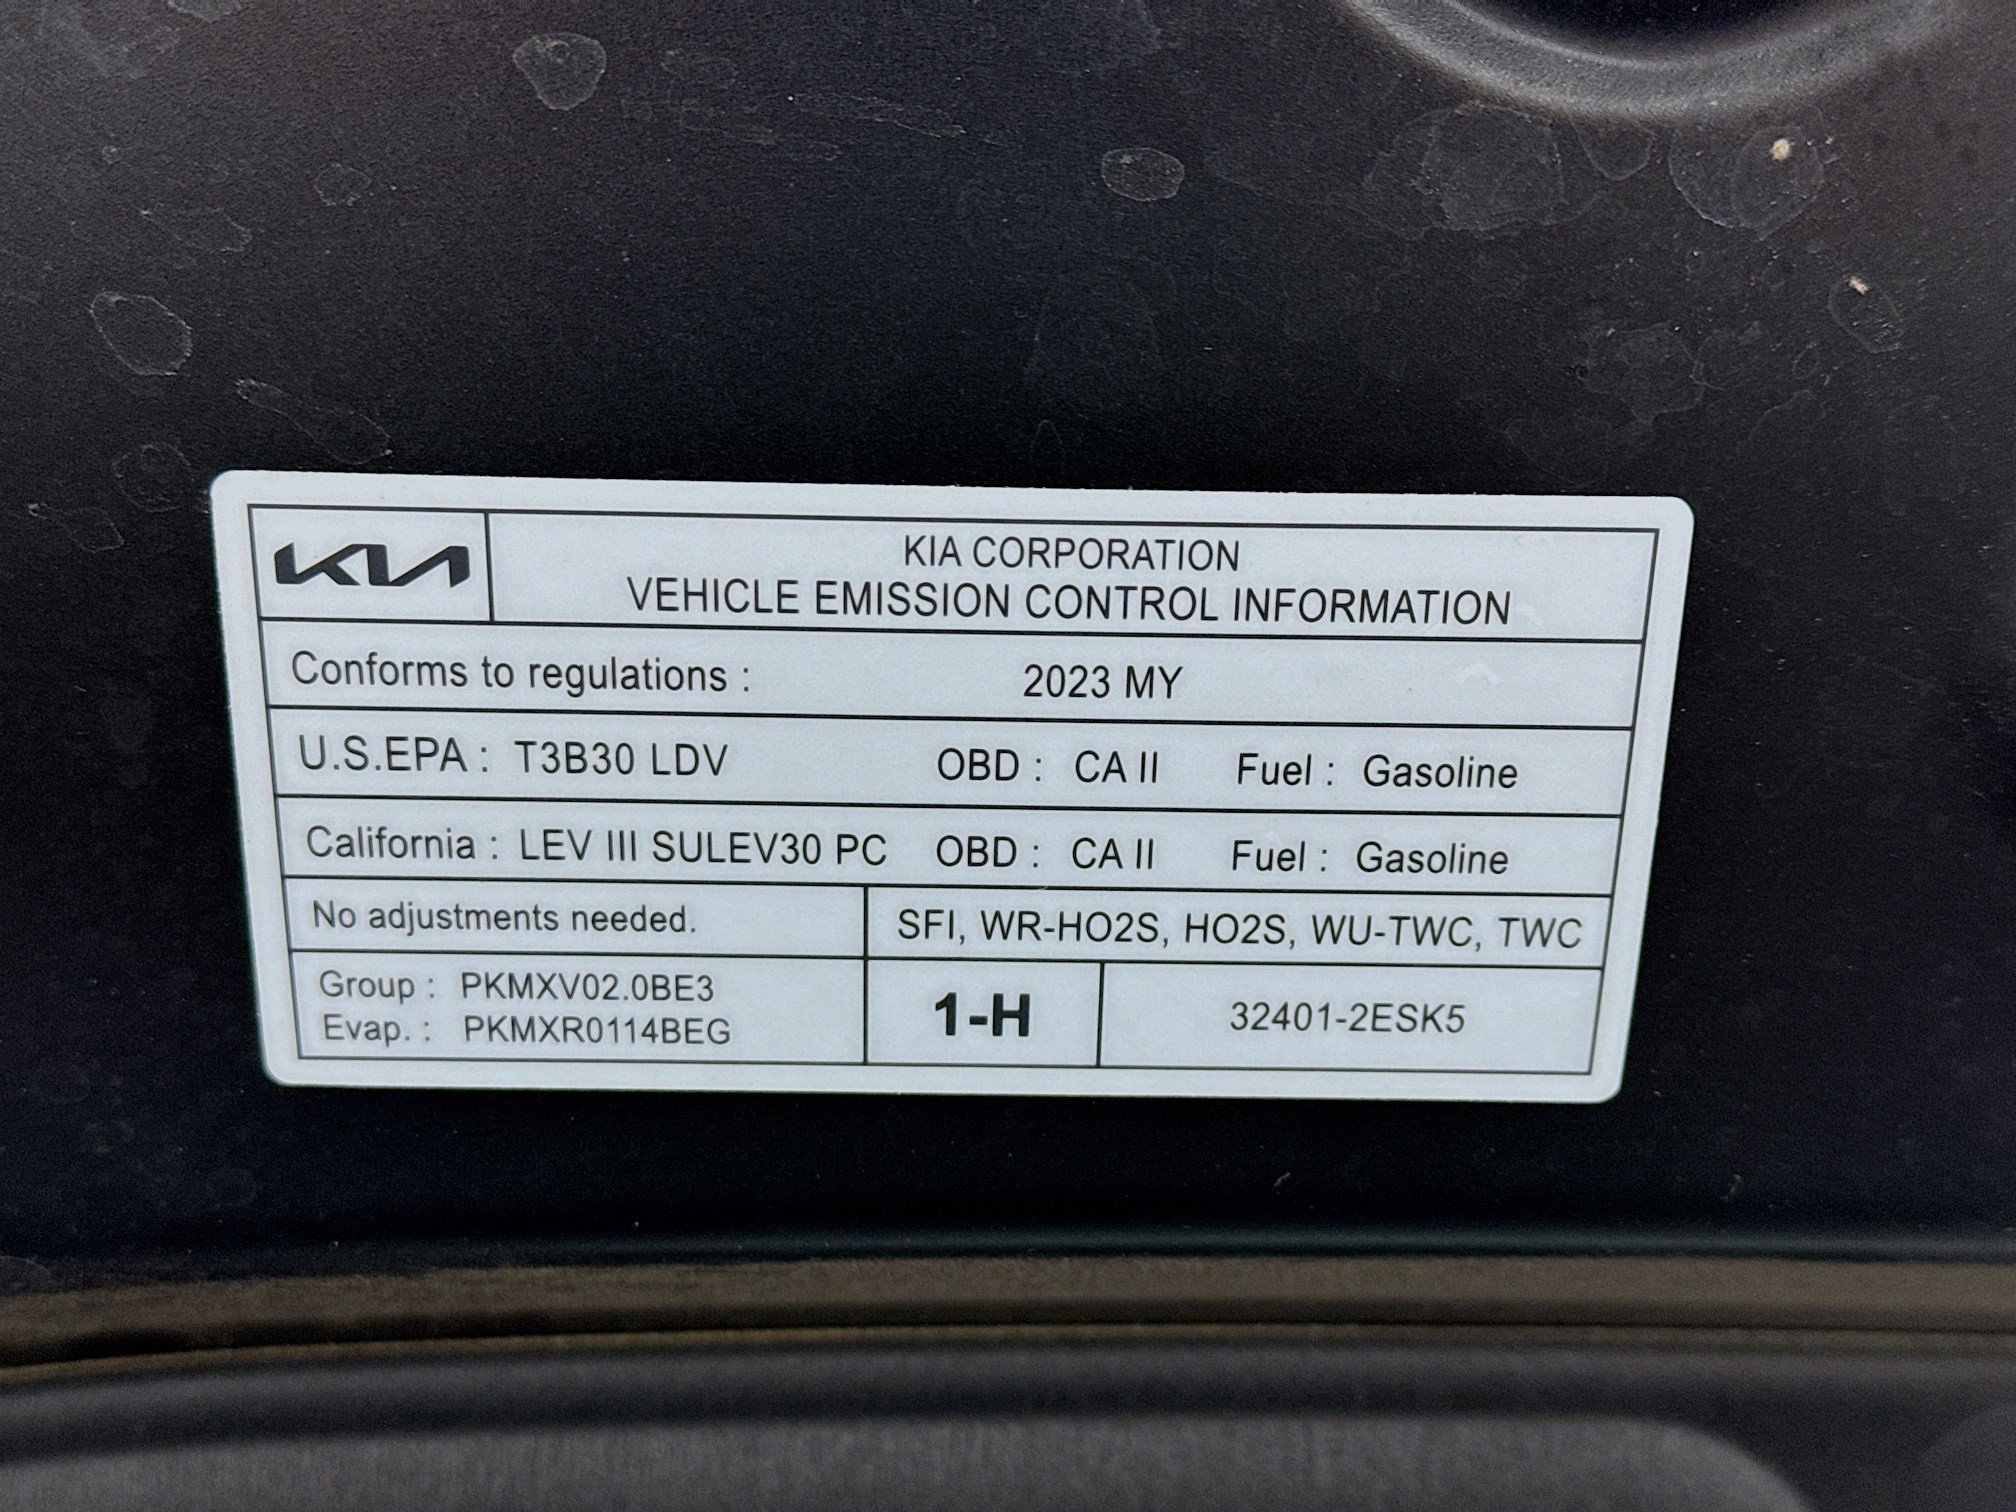 KIA
KIA CORPORATION
VEHICLE EMISSION CONTROL INFORMATION
Conforms to regulations : 2023 MY
U.S.EPA : T3B30 LDV OBD : CA II Fuel : Gasoline
California : LEV III SULEV30 PC OBD : CA II Fuel : Gasoline
No adjustments needed. SFI, WR-HO2S, HO2S, WU-TWC, TWC
Group : PKMXV02.0BE3
Evap. : PKMXR0114BEG
1-H
32401-2ESK5